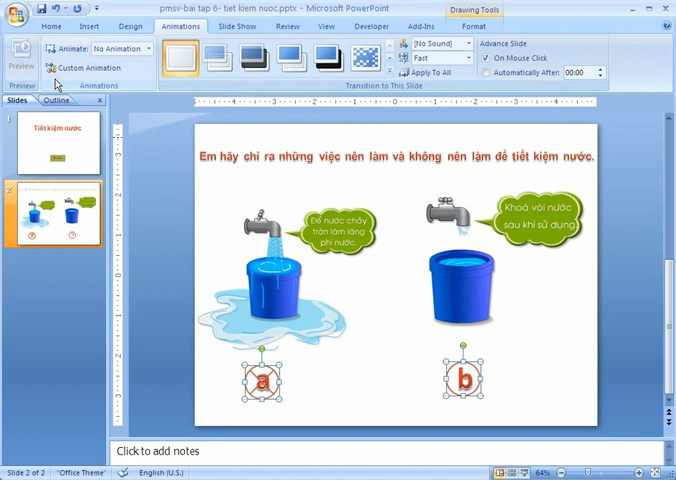 pmsv-bai tap 6- tiet kiem nuoc.pptx - Microsoft PowerPoint
Drawing Tools
Home Insert Design Animations Slide Show Review View Developer Add-Ins Format
Preview
Animate: No Animation
Custom Animation
[No Sound]
Fast
Apply To All
Advance Slide
On Mouse Click
Automatically After: 00:00
Preview Animations Transition to This Slide
Slides Outline
1
Tiết kiệm nước
2
Em hãy chỉ ra những việc nên làm và không nên làm để tiết kiệm nước.
Để nước chảy
tràn làm lãng
phí nước.
Khoá vòi nước
sau khi sử dụng
a
b
Click to add notes
Slide 2 of 2 "Office Theme" English (U.S.) 64%